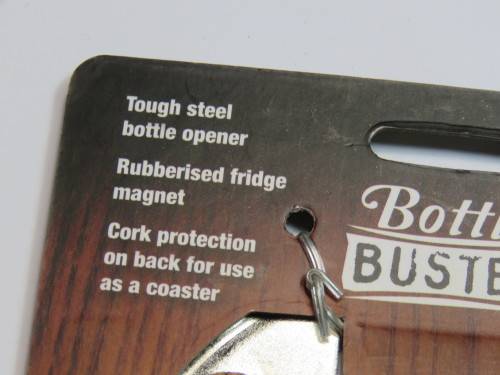 Tough steel
bottle opener
Rubberised fridge
magnet
Cork protection
on back for use
as a coaster